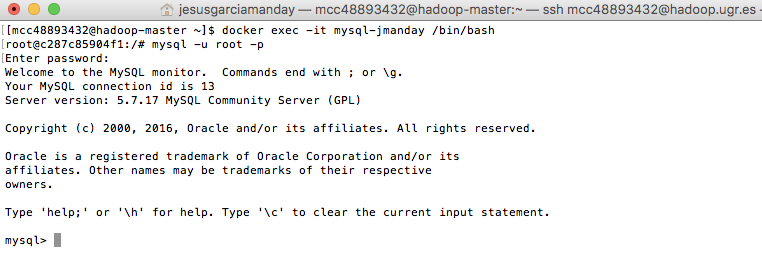 jesusgarciamanday — mcc48893432@hadoop-master:~ — ssh mcc48893432@hadoop.ugr.es
[[mcc48893432@hadoop-master ~]$ docker exec -it mysql-jmanday /bin/bash
[root@c287c85904f1:/# mysql -u root -p
[Enter password:
Welcome to the MySQL monitor.  Commands end with ; or \g.
Your MySQL connection id is 13
Server version: 5.7.17 MySQL Community Server (GPL)
Copyright (c) 2000, 2016, Oracle and/or its affiliates. All rights reserved.
Oracle is a registered trademark of Oracle Corporation and/or its
affiliates. Other names may be trademarks of their respective
owners.
Type 'help;' or '\h' for help. Type '\c' to clear the current input statement.
mysql>